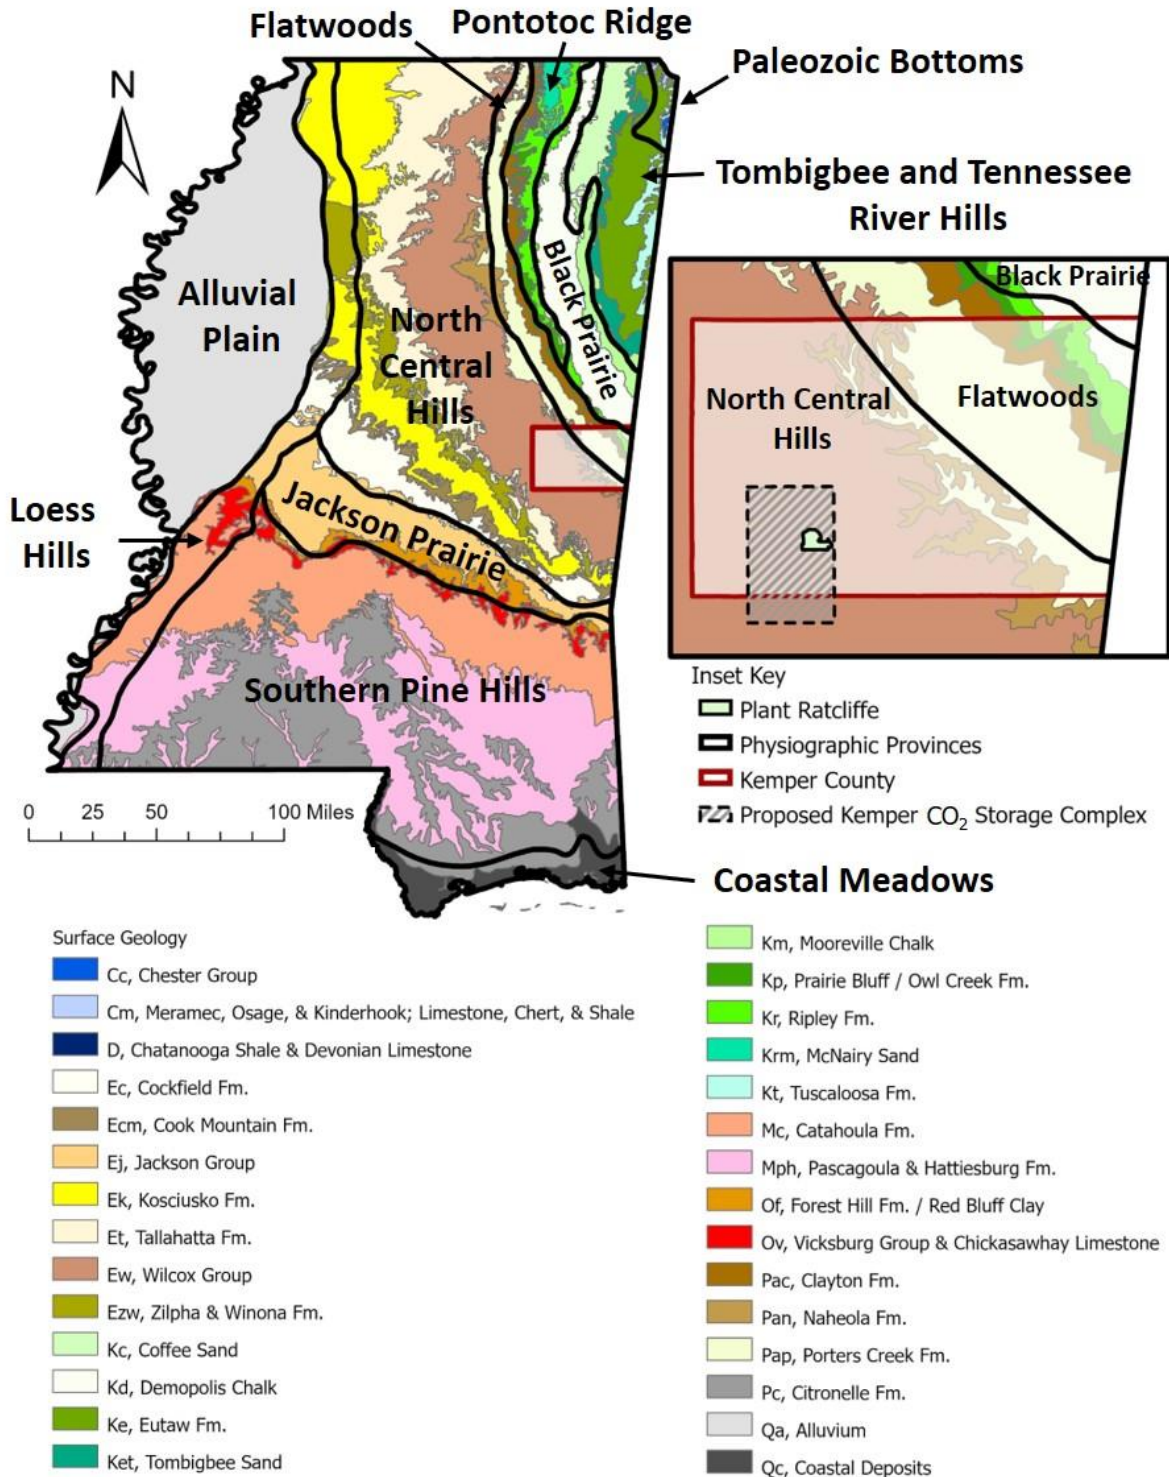 Flatwoods
Pontotoc Ridge
Paleozoic Bottoms
N
Tombigbee and Tennessee
River Hills
Alluvial
Plain
North
Central
Hills
Black Prairie
Black Prairie
North Central
Hills
Flatwoods
Loess
Hills
Jackson Prairie
Southern Pine Hills
Inset Key
Plant Ratcliffe
Physiographic Provinces
Kemper County
Proposed Kemper CO2 Storage Complex
0 25 50 100 Miles
Coastal Meadows
Surface Geology
Cc, Chester Group
Cm, Meramec, Osage, & Kinderhook; Limestone, Chert, & Shale
D, Chatanooga Shale & Devonian Limestone
Ec, Cockfield Fm.
Ecm, Cook Mountain Fm.
Ej, Jackson Group
Ek, Kosciusko Fm.
Et, Tallahatta Fm.
Ew, Wilcox Group
Ezw, Zilpha & Winona Fm.
Kc, Coffee Sand
Kd, Demopolis Chalk
Ke, Eutaw Fm.
Ket, Tombigbee Sand
Km, Mooreville Chalk
Kp, Prairie Bluff / Owl Creek Fm.
Kr, Ripley Fm.
Krm, McNairy Sand
Kt, Tuscaloosa Fm.
Mc, Catahoula Fm.
Mph, Pascagoula & Hattiesburg Fm.
Of, Forest Hill Fm. / Red Bluff Clay
Ov, Vicksburg Group & Chickasawhay Limestone
Pac, Clayton Fm.
Pan, Naheola Fm.
Pap, Porters Creek Fm.
Pc, Citronelle Fm.
Qa, Alluvium
Qc, Coastal Deposits